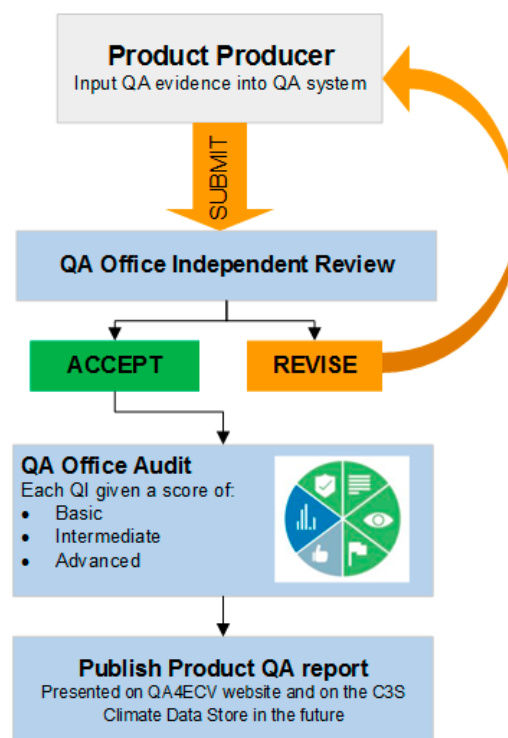 Product Producer
Input QA evidence into QA system
SUBMIT
QA Office Independent Review
ACCEPT
REVISE
QA Office Audit
Each QI given a score of:
• Basic
• Intermediate
• Advanced
Publish Product QA report
Presented on QA4ECV website and on the C3S
Climate Data Store in the future